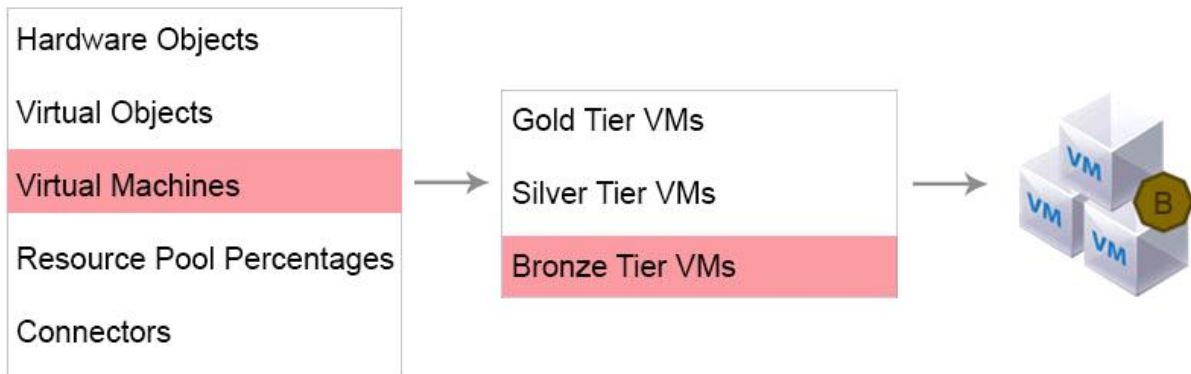 Hardware Objects
Virtual Objects
Virtual Machines
Resource Pool Percentages
Connectors
Gold Tier VMs
Silver Tier VMs
Bronze Tier VMs
VM
VM
VM
B